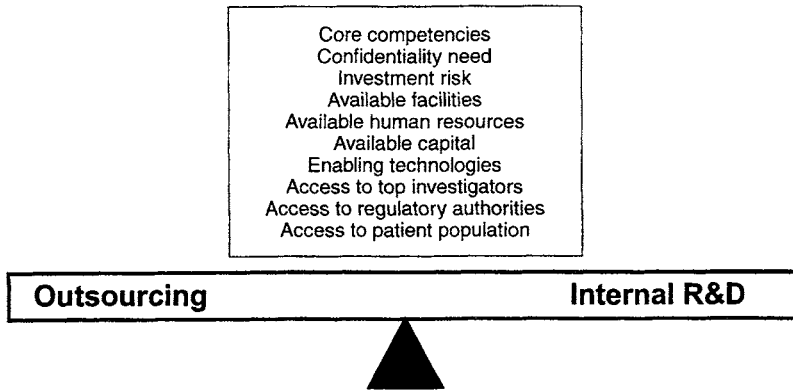 Core competencies
Confidentiality need
Investment risk
Available facilities
Available human resources
Available capital
Enabling technologies
Access to top investigators
Access to regulatory authorities
Access to patient population
Outsourcing Internal R&D